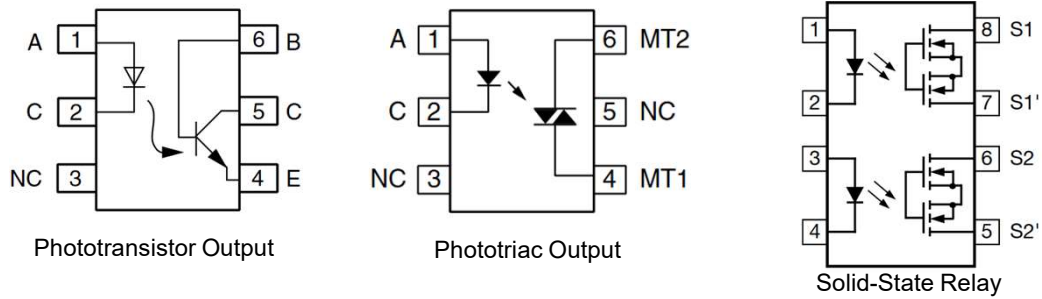 A 1 6 B
C 2 5 C
NC 3 4 E
Phototransistor Output
A 1 6 MT2
C 2 5 NC
NC 3 4 MT1
Phototriac Output
1 8 S1
2 7 S1'
3 6 S2
4 5 S2'
Solid-State Relay